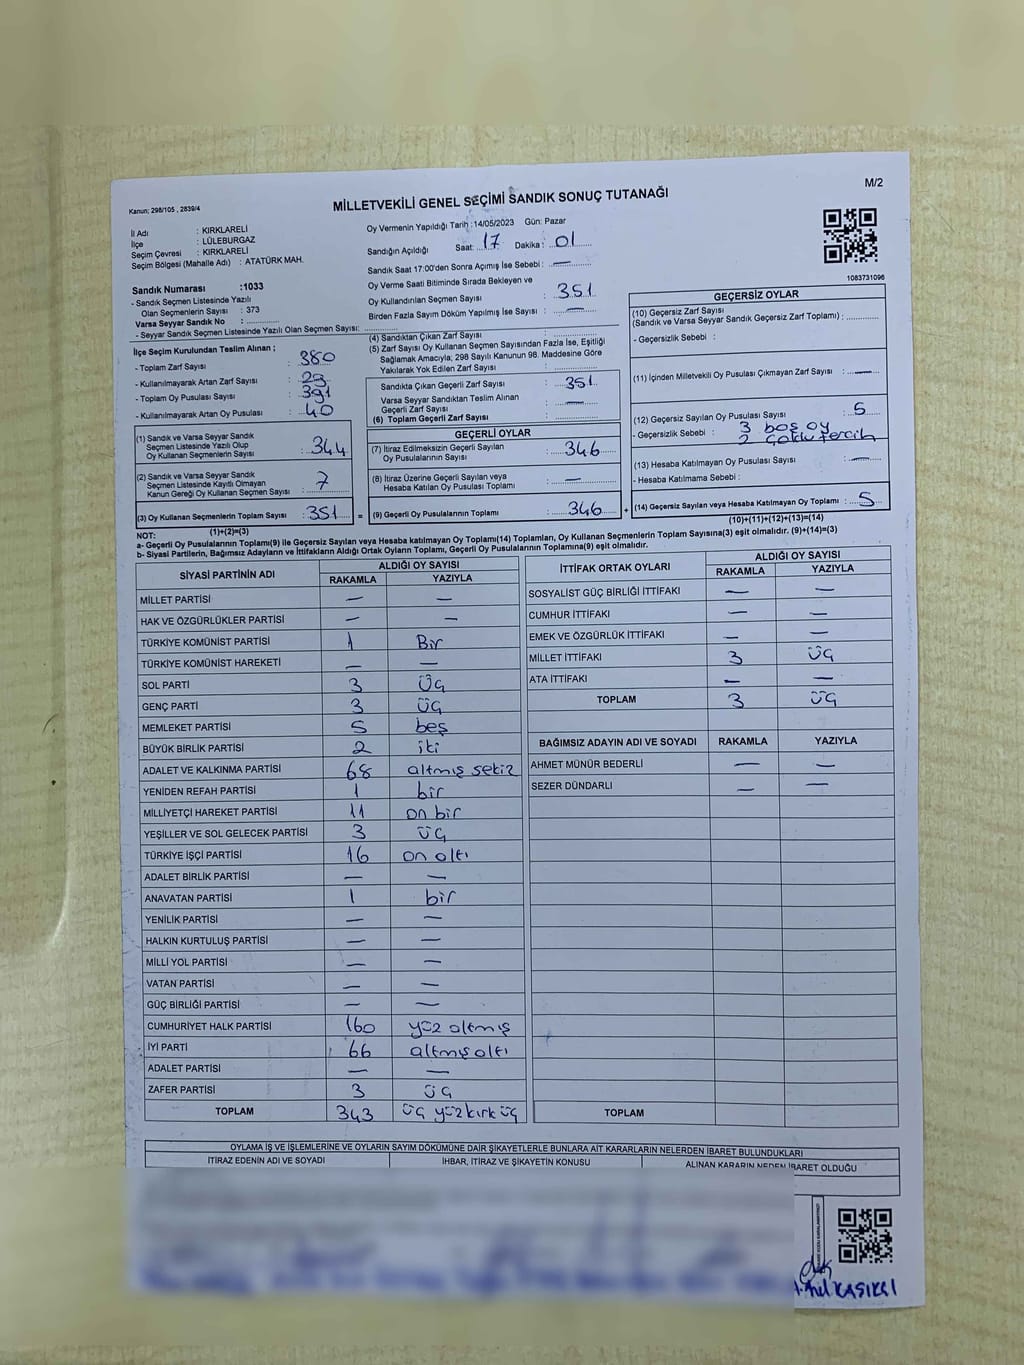 M/2
Kanun; 298/105 , 2839/4
MİLLETVEKİLİ GENEL SEÇİMİ SANDIK SONUÇ TUTANAĞI
İl Adı : KIRKLARELİ
İlçe : LÜLEBURGAZ
Seçim Çevresi : KIRKLARELİ
Seçim Bölgesi (Mahalle Adı) : ATATÜRK MAH.
Sandık Numarası :1033
- Sandık Seçmen Listesinde Yazılı
Olan Seçmenlerin Sayısı : 373
Varsa Seyyar Sandık No :
- Seyyar Sandık Seçmen Listesinde Yazılı Olan Seçmen Sayısı:
Oy Vermenin Yapıldığı Tarih :14/05/2023 Gün: Pazar
Sandığın Açıldığı Saat: 17 Dakika : 01
Sandık Saat 17:00'den Sonra Açımış İse Sebebi : —
Oy Verme Saati Bitiminde Sırada Bekleyen ve
Oy Kullandırılan Seçmen Sayısı : 351
Birden Fazla Sayım Döküm Yapılmış İse Sayısı : —
1083731096
İlçe Seçim Kurulundan Teslim Alınan ;
- Toplam Zarf Sayısı : 380
- Kullanılmayarak Artan Zarf Sayısı : 29
- Toplam Oy Pusulası Sayısı : 391
- Kullanılmayarak Artan Oy Pusulası : 40
(4) Sandıktan Çıkan Zarf Sayısı :
(5) Zarf Sayısı Oy Kullanan Seçmen Sayısından Fazla İse, Eşitliği
Sağlamak Amacıyla; 298 Sayılı Kanunun 98. Maddesine Göre
Yakılarak Yok Edilen Zarf Sayısı :
Sandıkta Çıkan Geçerli Zarf Sayısı : 351
Varsa Seyyar Sandıktan Teslim Alınan
Geçerli Zarf Sayısı : —
(6) Toplam Geçerli Zarf Sayısı :
(1) Sandık ve Varsa Seyyar Sandık
Seçmen Listesinde Yazılı Olup
Oy Kullanan Seçmenlerin Sayısı : 344
(2) Sandık ve Varsa Seyyar Sandık
Seçmen Listesinde Kayıtlı Olmayan
Kanun Gereği Oy Kullanan Seçmen Sayısı : 7
(3) Oy Kullanan Seçmenlerin Toplam Sayısı : 351 =
(1)+(2)=(3)
GEÇERLİ OYLAR
(7) İtiraz Edilmeksizin Geçerli Sayılan
Oy Pusulalarının Sayısı : 346
(8) İtiraz Üzerine Geçerli Sayılan veya
Hesaba Katılan Oy Pusulası Toplamı : —
(9) Geçerli Oy Pusulalarının Toplamı : 346 +
GEÇERSİZ OYLAR
(10) Geçersiz Zarf Sayısı
(Sandık ve Varsa Seyyar Sandık Geçersiz Zarf Toplamı) :
- Geçersizlik Sebebi :
(11) İçinden Milletvekili Oy Pusulası Çıkmayan Zarf Sayısı : —
(12) Geçersiz Sayılan Oy Pusulası Sayısı : 5
- Geçersizlik Sebebi : 3 boş oy
2 çoklu tercih
(13) Hesaba Katılmayan Oy Pusulası Sayısı : —
- Hesaba Katılmama Sebebi :
(14) Geçersiz Sayılan veya Hesaba Katılmayan Oy Toplamı : 5
(10)+(11)+(12)+(13)=(14)
NOT:
a- Geçerli Oy Pusulalarının Toplamı(9) ile Geçersiz Sayılan veya Hesaba Katılmayan Oy Toplamı(14) Toplamları, Oy Kullanan Seçmenlerin Toplam Sayısına(3) eşit olmalıdır. (9)+(14)=(3)
b- Siyasi Partilerin, Bağımsız Adayların ve İttifakların Aldığı Ortak Oyların Toplamı, Geçerli Oy Pusulalarının Toplamına(9) eşit olmalıdır.
SİYASİ PARTİNİN ADI ALDIĞI OY SAYISI
RAKAMLA YAZIYLA
MİLLET PARTİSİ — —
HAK VE ÖZGÜRLÜKLER PARTİSİ — —
TÜRKİYE KOMÜNİST PARTİSİ 1 Bir
TÜRKİYE KOMÜNİST HAREKETİ — —
SOL PARTİ 3 üç
GENÇ PARTİ 3 üç
MEMLEKET PARTİSİ 5 beş
BÜYÜK BİRLİK PARTİSİ 2 iki
ADALET VE KALKINMA PARTİSİ 68 altmış sekiz
YENİDEN REFAH PARTİSİ 1 bir
MİLLİYETÇİ HAREKET PARTİSİ 11 on bir
YEŞİLLER VE SOL GELECEK PARTİSİ 3 üç
TÜRKİYE İŞÇİ PARTİSİ 16 on altı
ADALET BİRLİK PARTİSİ — —
ANAVATAN PARTİSİ 1 bir
YENİLİK PARTİSİ — —
HALKIN KURTULUŞ PARTİSİ — —
MİLLİ YOL PARTİSİ — —
VATAN PARTİSİ — —
GÜÇ BİRLİĞİ PARTİSİ — —
CUMHURİYET HALK PARTİSİ 160 yüz altmış
İYİ PARTİ 66 altmış altı
ADALET PARTİSİ — —
ZAFER PARTİSİ 3 üç
TOPLAM 343 üç yüz kırk üç
İTTİFAK ORTAK OYLARI ALDIĞI OY SAYISI
RAKAMLA YAZIYLA
SOSYALİST GÜÇ BİRLİĞİ İTTİFAKI — —
CUMHUR İTTİFAKI — —
EMEK VE ÖZGÜRLÜK İTTİFAKI — —
MİLLET İTTİFAKI 3 üç
ATA İTTİFAKI — —
TOPLAM 3 üç
BAĞIMSIZ ADAYIN ADI VE SOYADI RAKAMLA YAZIYLA
AHMET MÜNÜR BEDERLİ — —
SEZER DÜNDARLI — —
TOPLAM
OYLAMA İŞ VE İŞLEMLERİNE VE OYLARIN SAYIM DÖKÜMÜNE DAİR ŞİKAYETLERLE BUNLARA AİT KARARLARIN NELERDEN İBARET BULUNDUKLARI
İTİRAZ EDENİN ADI VE SOYADI İHBAR, İTİRAZ VE ŞİKAYETİN KONUSU ALINAN KARARIN NEDEN İBARET OLDUĞU